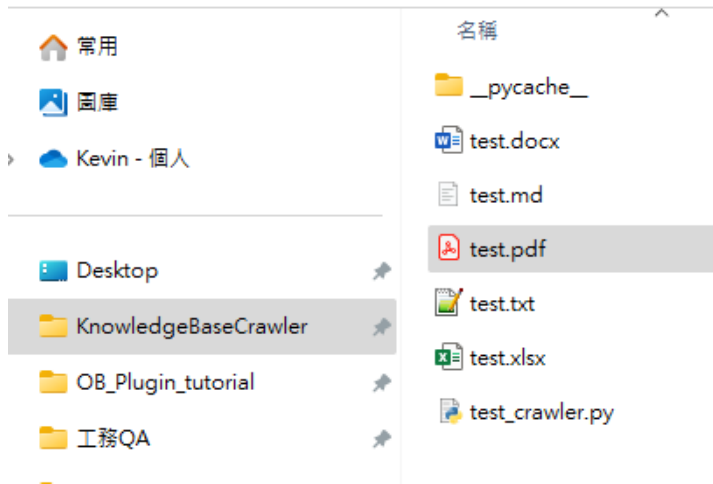 常用
圖庫
Kevin - 個人
Desktop
KnowledgeBaseCrawler
OB_Plugin_tutorial
工務QA
名稱
__pycache__
test.docx
test.md
test.pdf
test.txt
test.xlsx
test_crawler.py